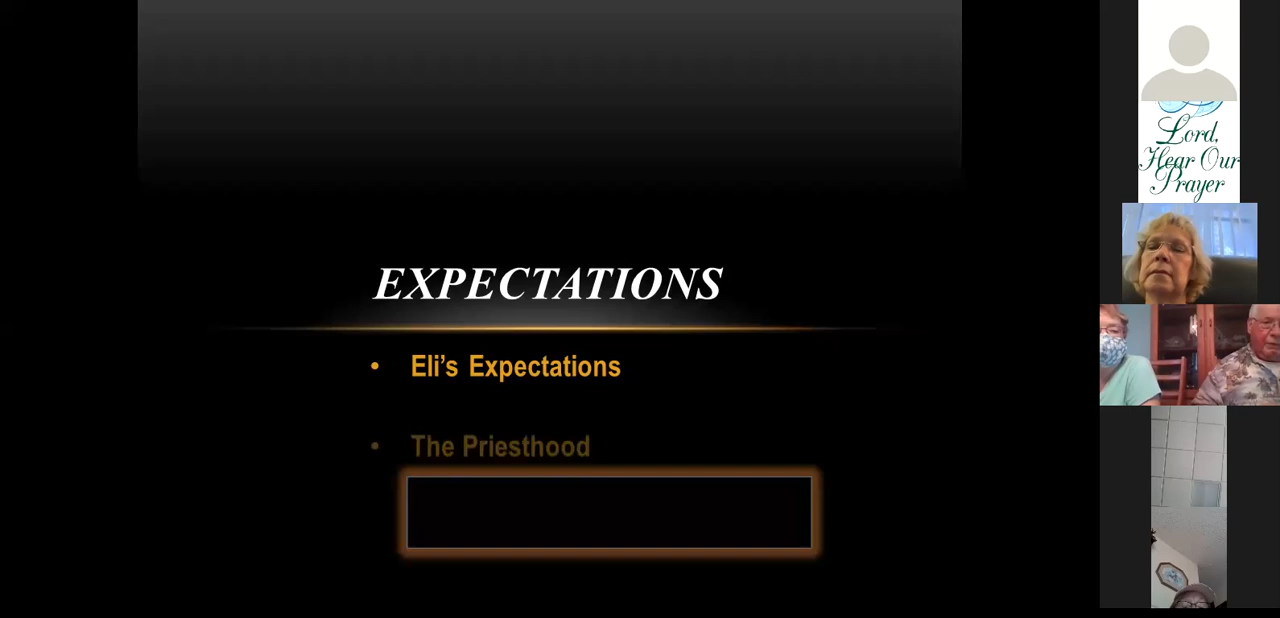 EXPECTATIONS
• Eli's Expectations
• The Priesthood
Lord,
Hear Our
Prayer